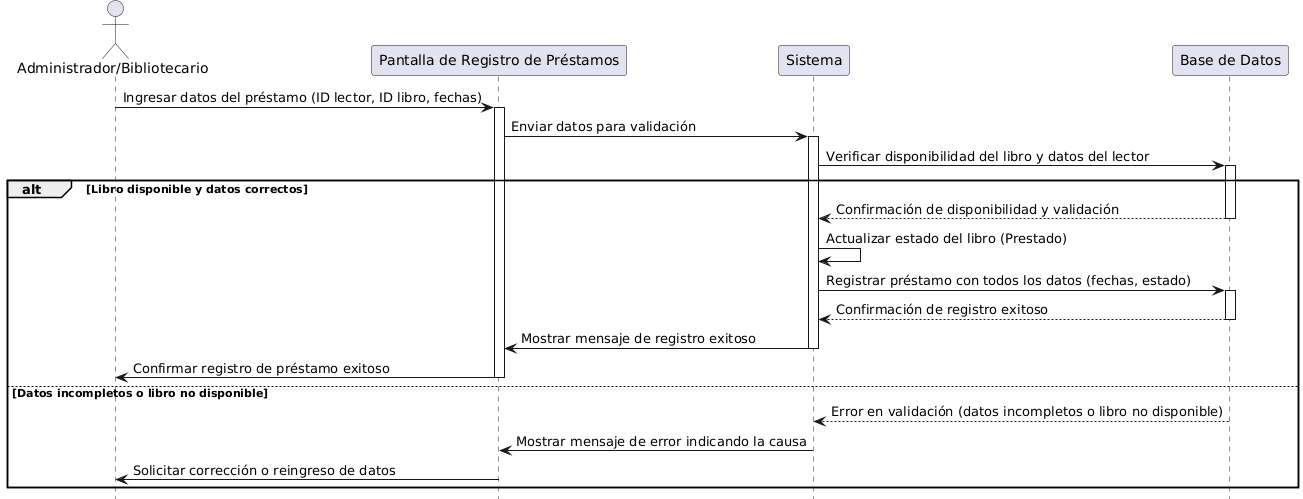 Administrador/Bibliotecario
Pantalla de Registro de Préstamos
Sistema
Base de Datos
Ingresar datos del préstamo (ID lector, ID libro, fechas)
Enviar datos para validación
Verificar disponibilidad del libro y datos del lector
alt
[Libro disponible y datos correctos]
Confirmación de disponibilidad y validación
Actualizar estado del libro (Prestado)
Registrar préstamo con todos los datos (fechas, estado)
Confirmación de registro exitoso
Mostrar mensaje de registro exitoso
Confirmar registro de préstamo exitoso
[Datos incompletos o libro no disponible]
Error en validación (datos incompletos o libro no disponible)
Mostrar mensaje de error indicando la causa
Solicitar corrección o reingreso de datos